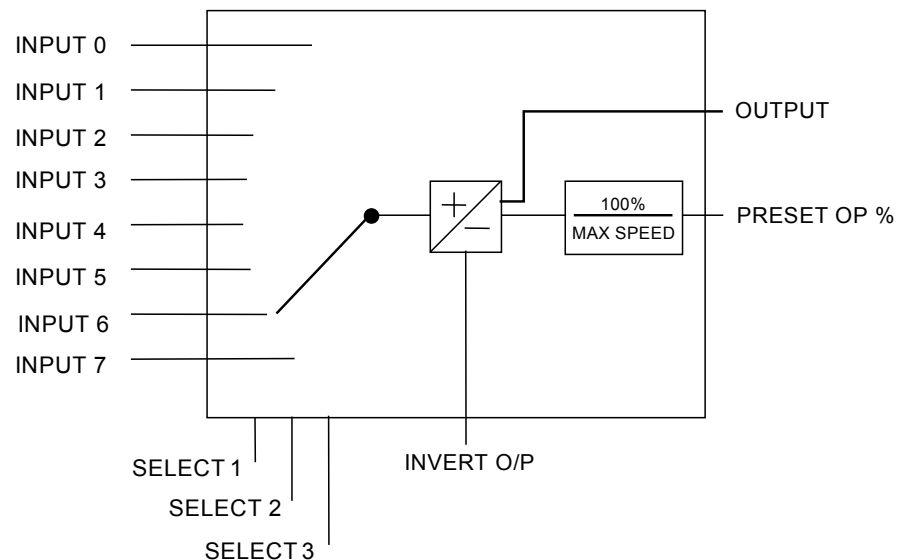 INPUT 0
INPUT 1
INPUT 2
INPUT 3
INPUT 4
INPUT 5
INPUT 6
INPUT 7
OUTPUT
+
−
100%
MAX SPEED
PRESET OP %
SELECT 1
SELECT 2
SELECT 3
INVERT O/P